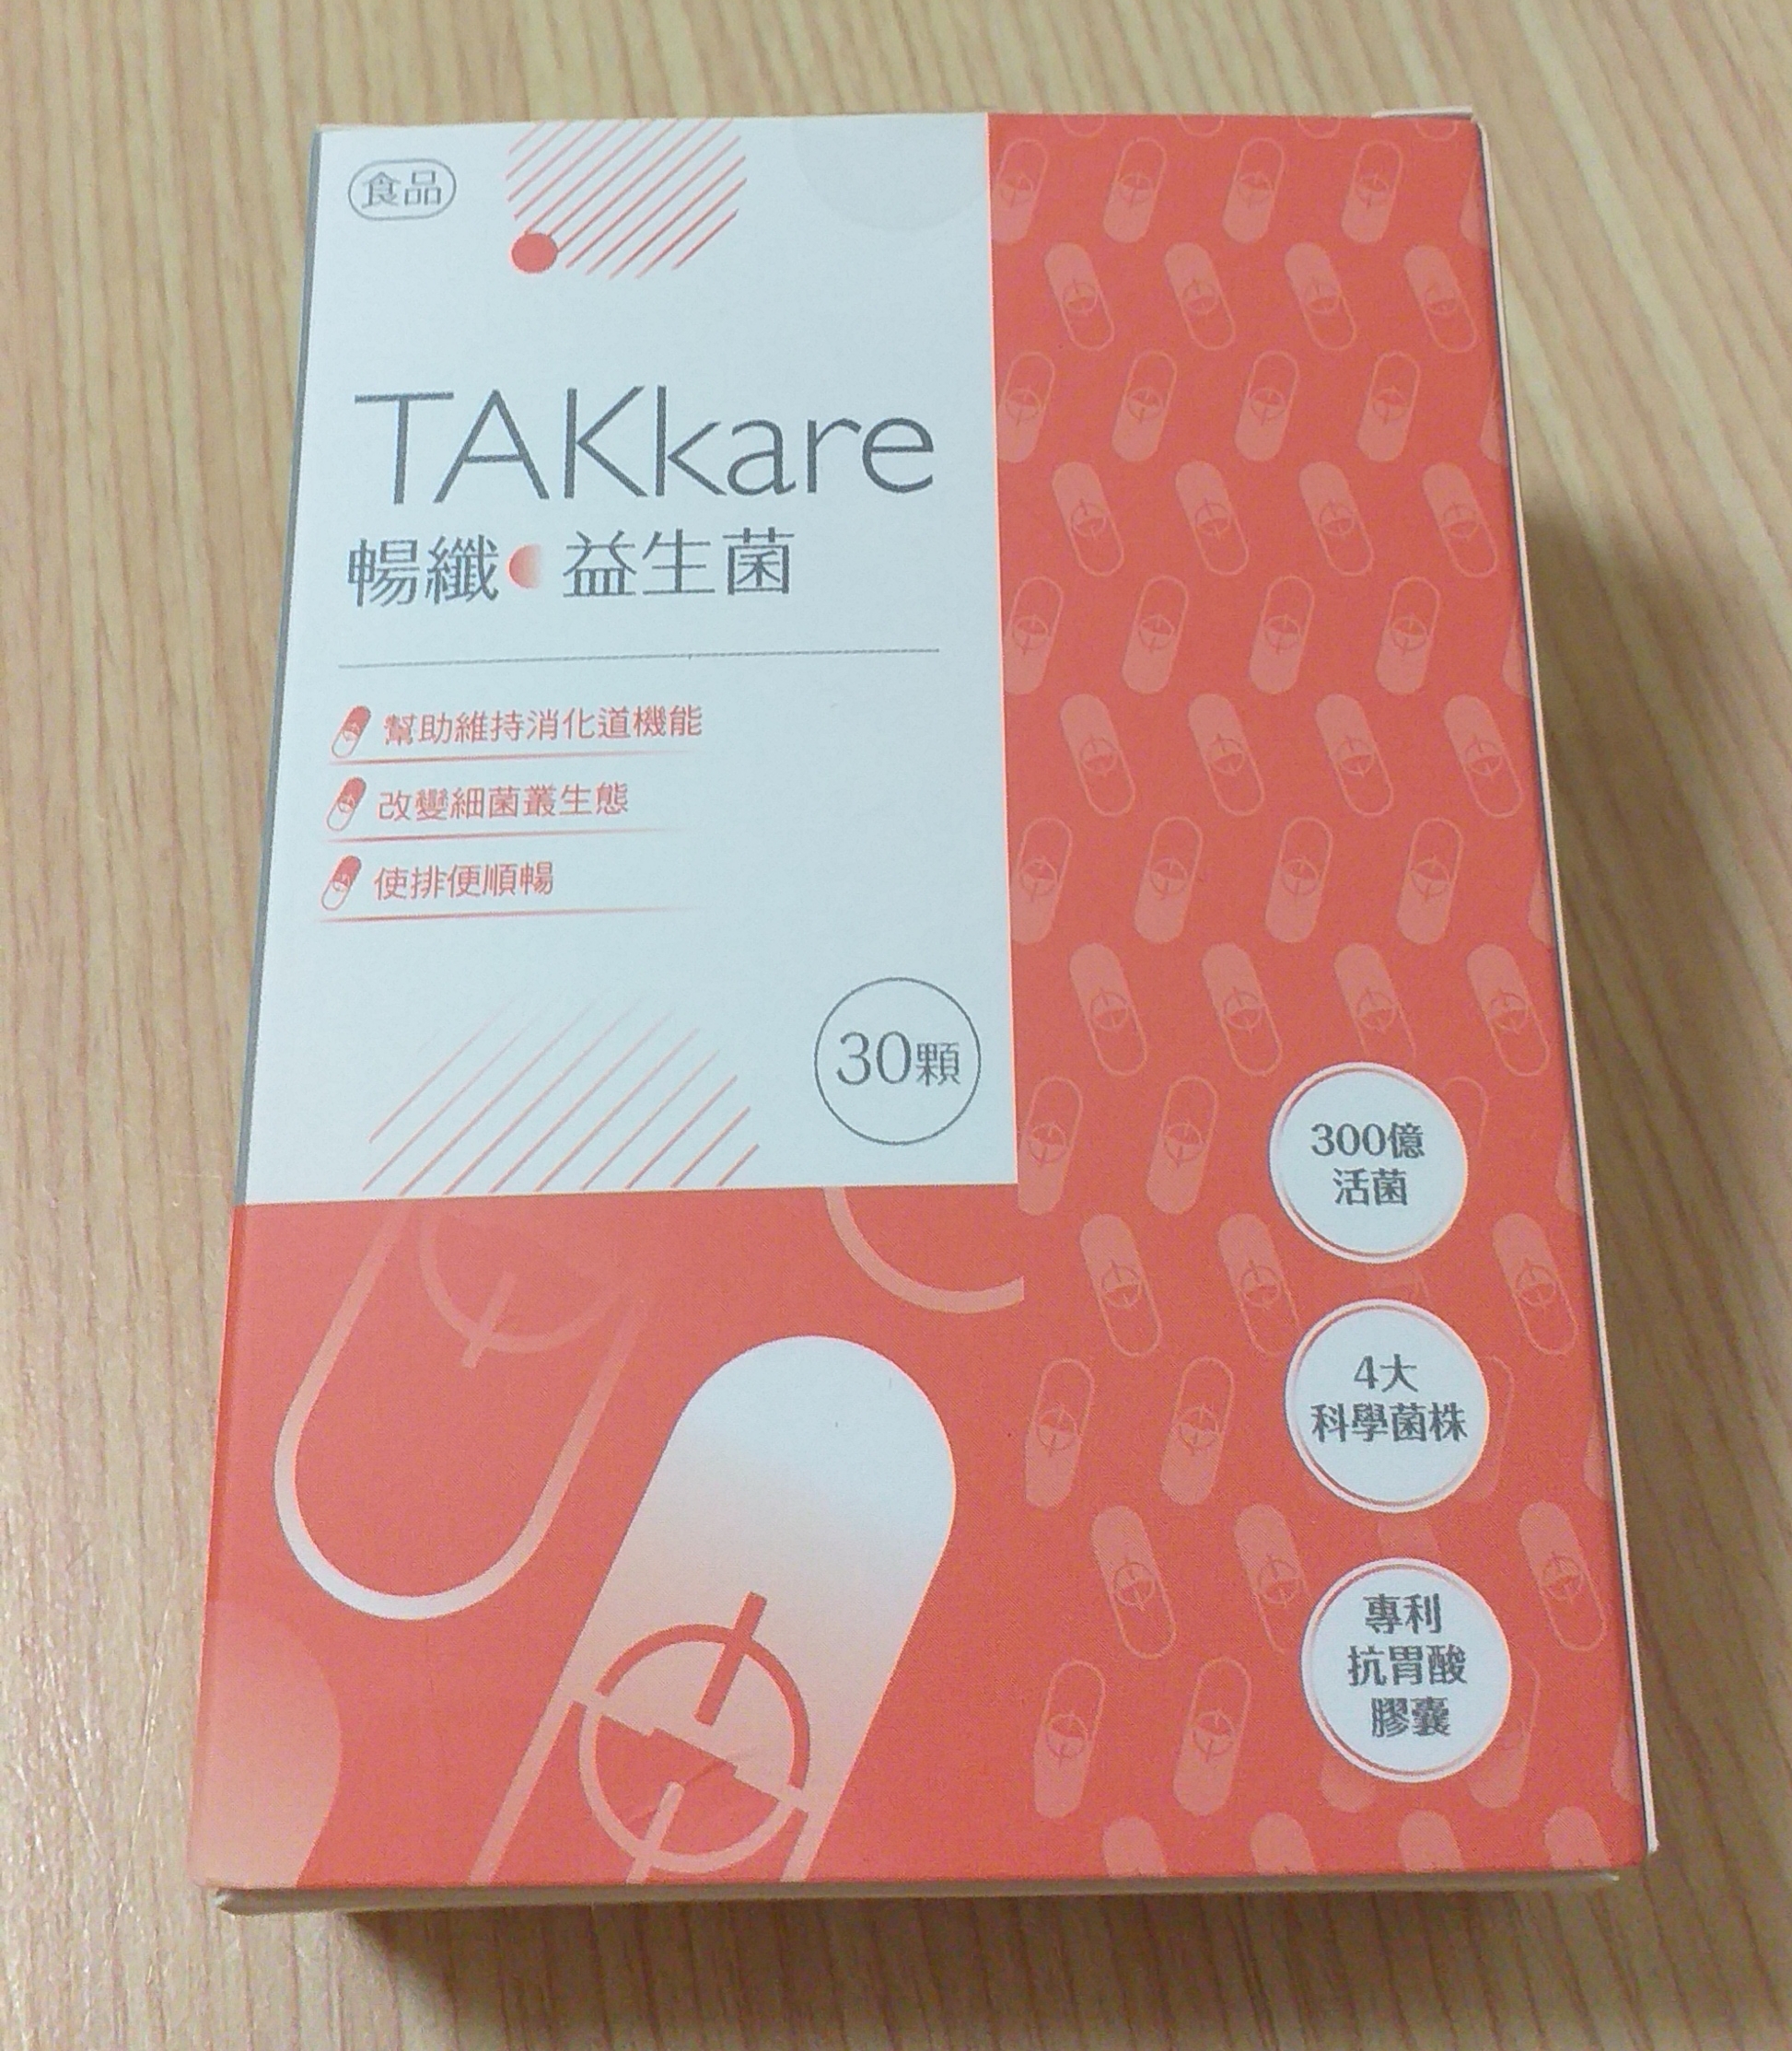 食品
TAKkare
暢纖 益生菌
幫助維持消化道機能
改變細菌叢生態
使排便順暢
30顆
300億
活菌
4大
科學菌株
專利
抗胃酸
膠囊